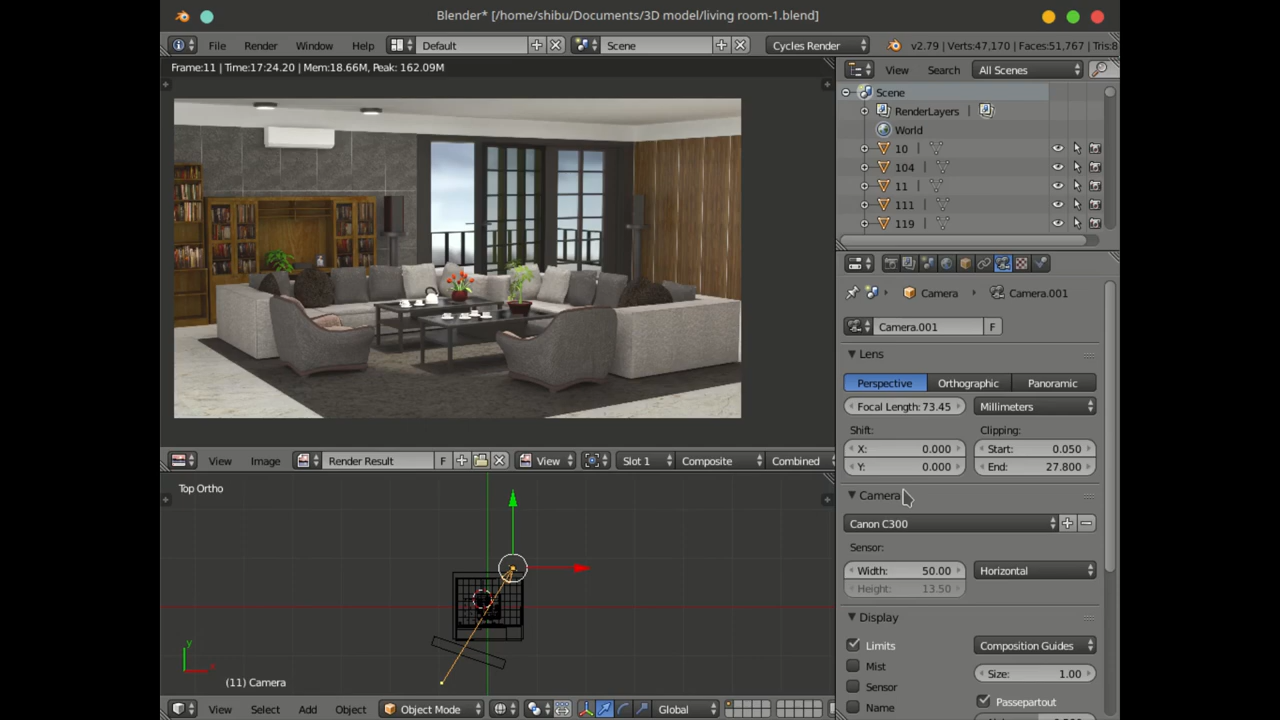 Blender* [/home/shibu/Documents/3D model/living room-1.blend]
File Render Window Help Default Scene Cycles Render v2.79 | Verts:47,170 | Faces:51,767 | Tris:8
Frame:11 | Time:17:24.20 | Mem:18.66M, Peak: 162.09M
View Search All Scenes
Scene
RenderLayers |
World
10 |
104 |
11 |
111 |
119 |
Camera Camera.001
Camera.001 F
Lens
Perspective Orthographic Panoramic
Focal Length: 73.45 Millimeters
Shift: Clipping:
X: 0.000 Start: 0.050
Y: 0.000 End: 27.800
View Image Render Result F View Slot 1 Composite Combined
Top Ortho
Camera
Canon C300
Sensor:
Width: 50.00 Horizontal
Height: 13.50
Display
Limits Composition Guides
Mist Size: 1.00
Sensor
Passepartout
Name
y
x
(11) Camera
View Select Add Object Object Mode Global